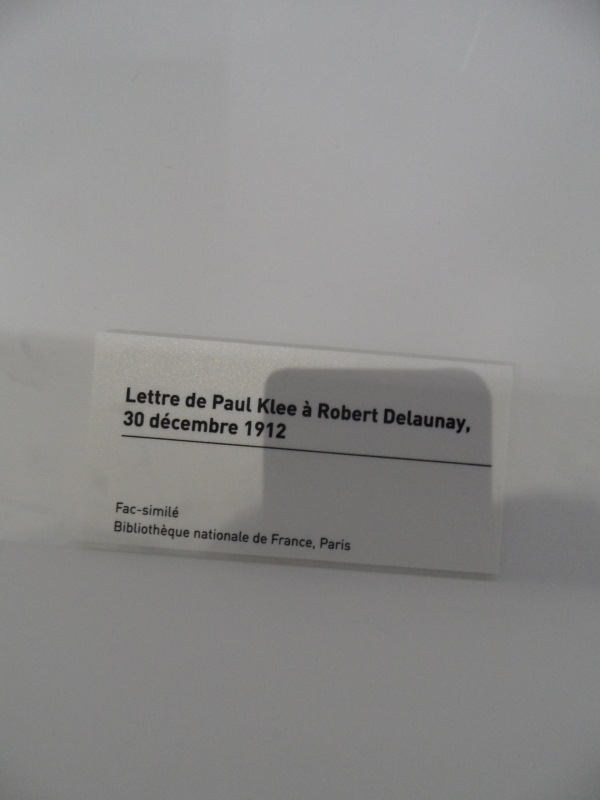 Lettre de Paul Klee à Robert Delaunay,
30 décembre 1912
Fac-similé
Bibliothèque nationale de France, Paris